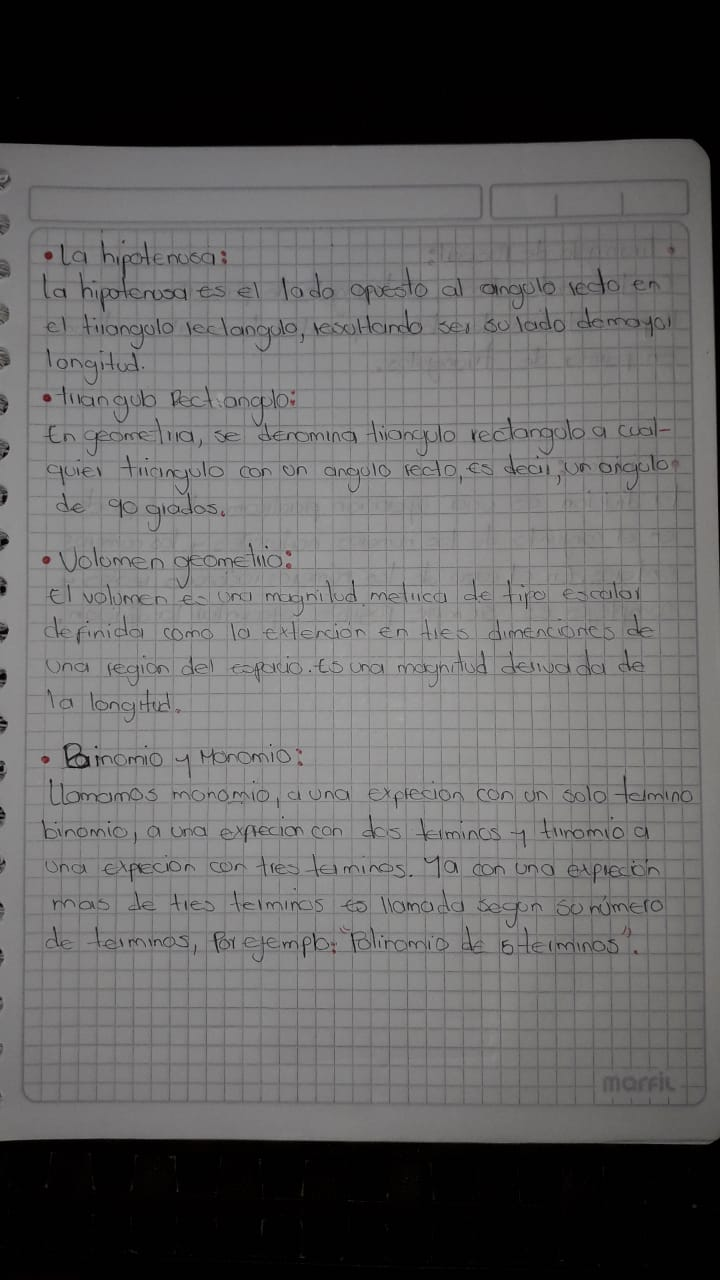 • La hipotenusa:
la hipotenusa es el lado opuesto al angulo recto en
el triangulo rectangulo, resultando ser su lado de mayor
longitud.
• triangulo Rectangulo:
En geometria, se denomina triangulo rectangulo a cual-
quier triangulo con un angulo recto, es decir, un angulo
de 90 grados.
• Volumen geometrio:
El volumen es una magnitud metrica de tipo escalar
definida como la extención en tres dimenciones de
una region del espacio. Es una magnitud derivada de
la longitud.
• Binomio y Monomio:
Llamamos monomio, a una exprecion con un solo termino
binomio, a una exprecion con dos terminos y trinomio a
una exprecion con tres terminos. Ya con una expreción
mas de tres terminos es llamada segun su número
de terminos, Por ejemplo: "Polinomio de 5 terminos".
marfil